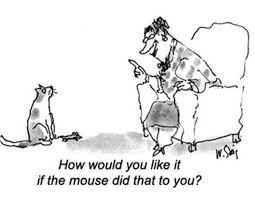 How would you like it
if the mouse did that to you?